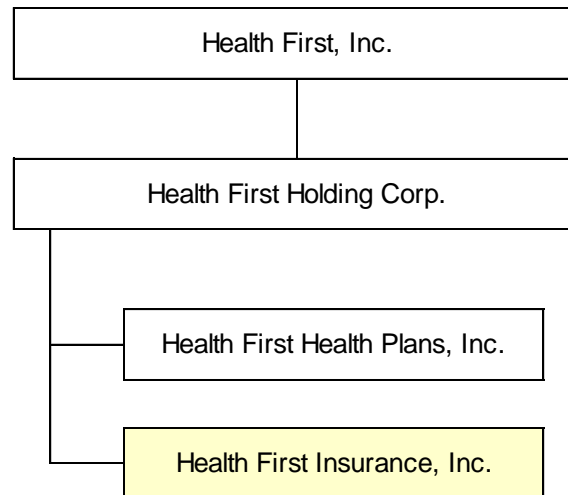 Health First, Inc.
Health First Holding Corp.
Health First Health Plans, Inc.
Health First Insurance, Inc.